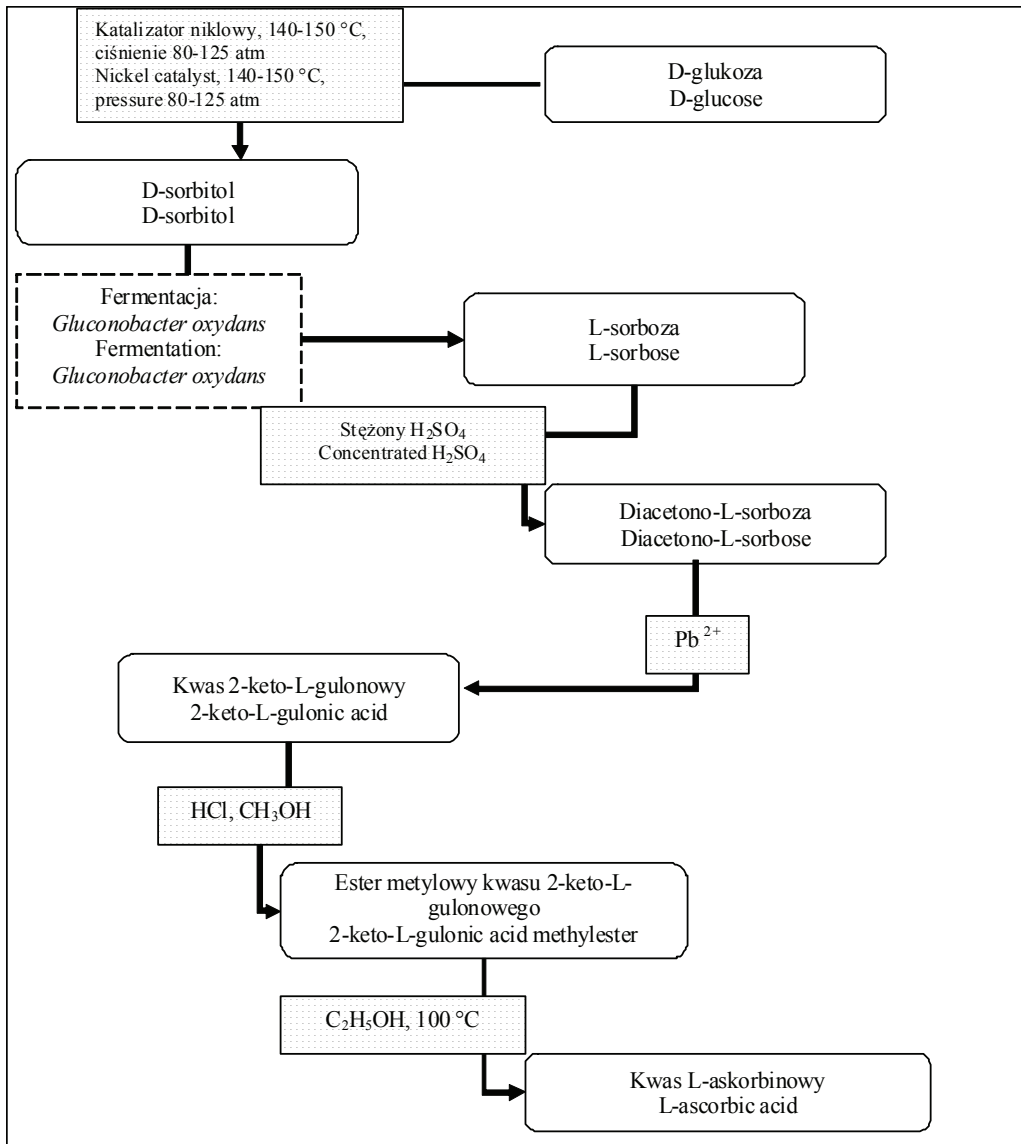 Katalizator niklowy, 140-150 °C,
ciśnienie 80-125 atm
Nickel catalyst, 140-150 °C,
pressure 80-125 atm
D-glukoza
D-glucose
D-sorbitol
D-sorbitol
Fermentacja:
Gluconobacter oxydans
Fermentation:
Gluconobacter oxydans
L-sorboza
L-sorbose
Stężony H₂SO₄
Concentrated H₂SO₄
Diacetono-L-sorboza
Diacetono-L-sorbose
Pb ²⁺
Kwas 2-keto-L-gulonowy
2-keto-L-gulonic acid
HCl, CH₃OH
Ester metylowy kwasu 2-keto-L-
gulonowego
2-keto-L-gulonic acid methylester
C₂H₅OH, 100 °C
Kwas L-askorbinowy
L-ascorbic acid